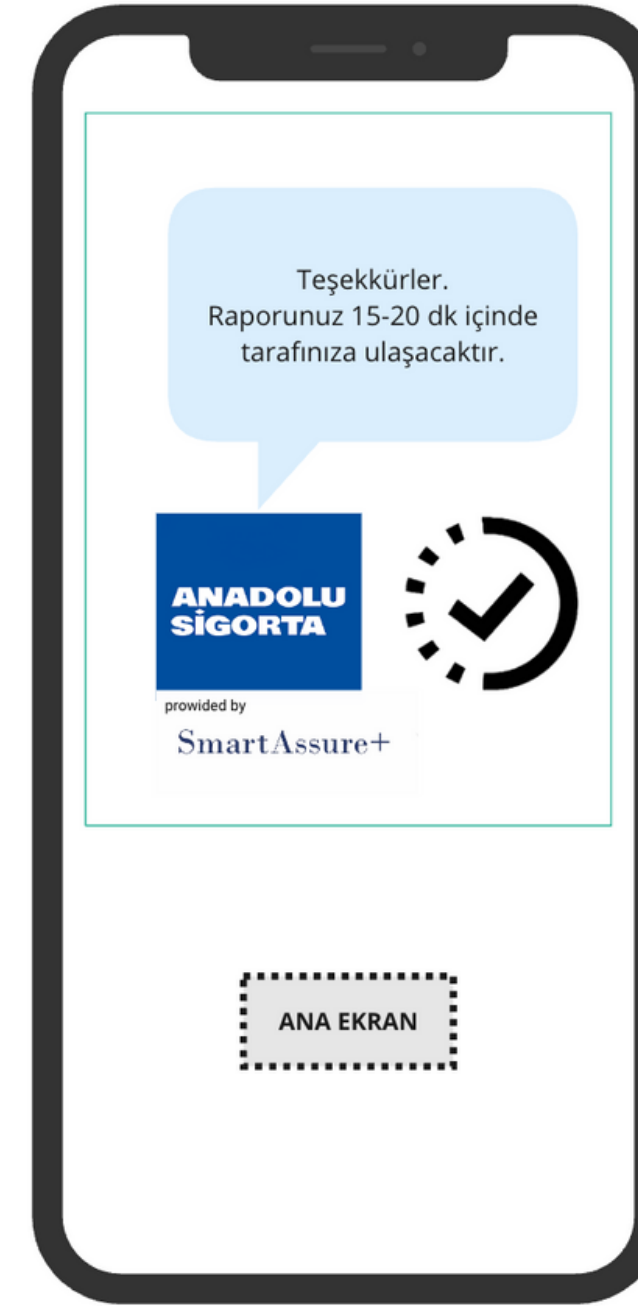 Teşekkürler.
Raporunuz 15-20 dk içinde
tarafınıza ulaşacaktır.
ANADOLU
SİGORTA
prowided by
SmartAssure+
ANA EKRAN